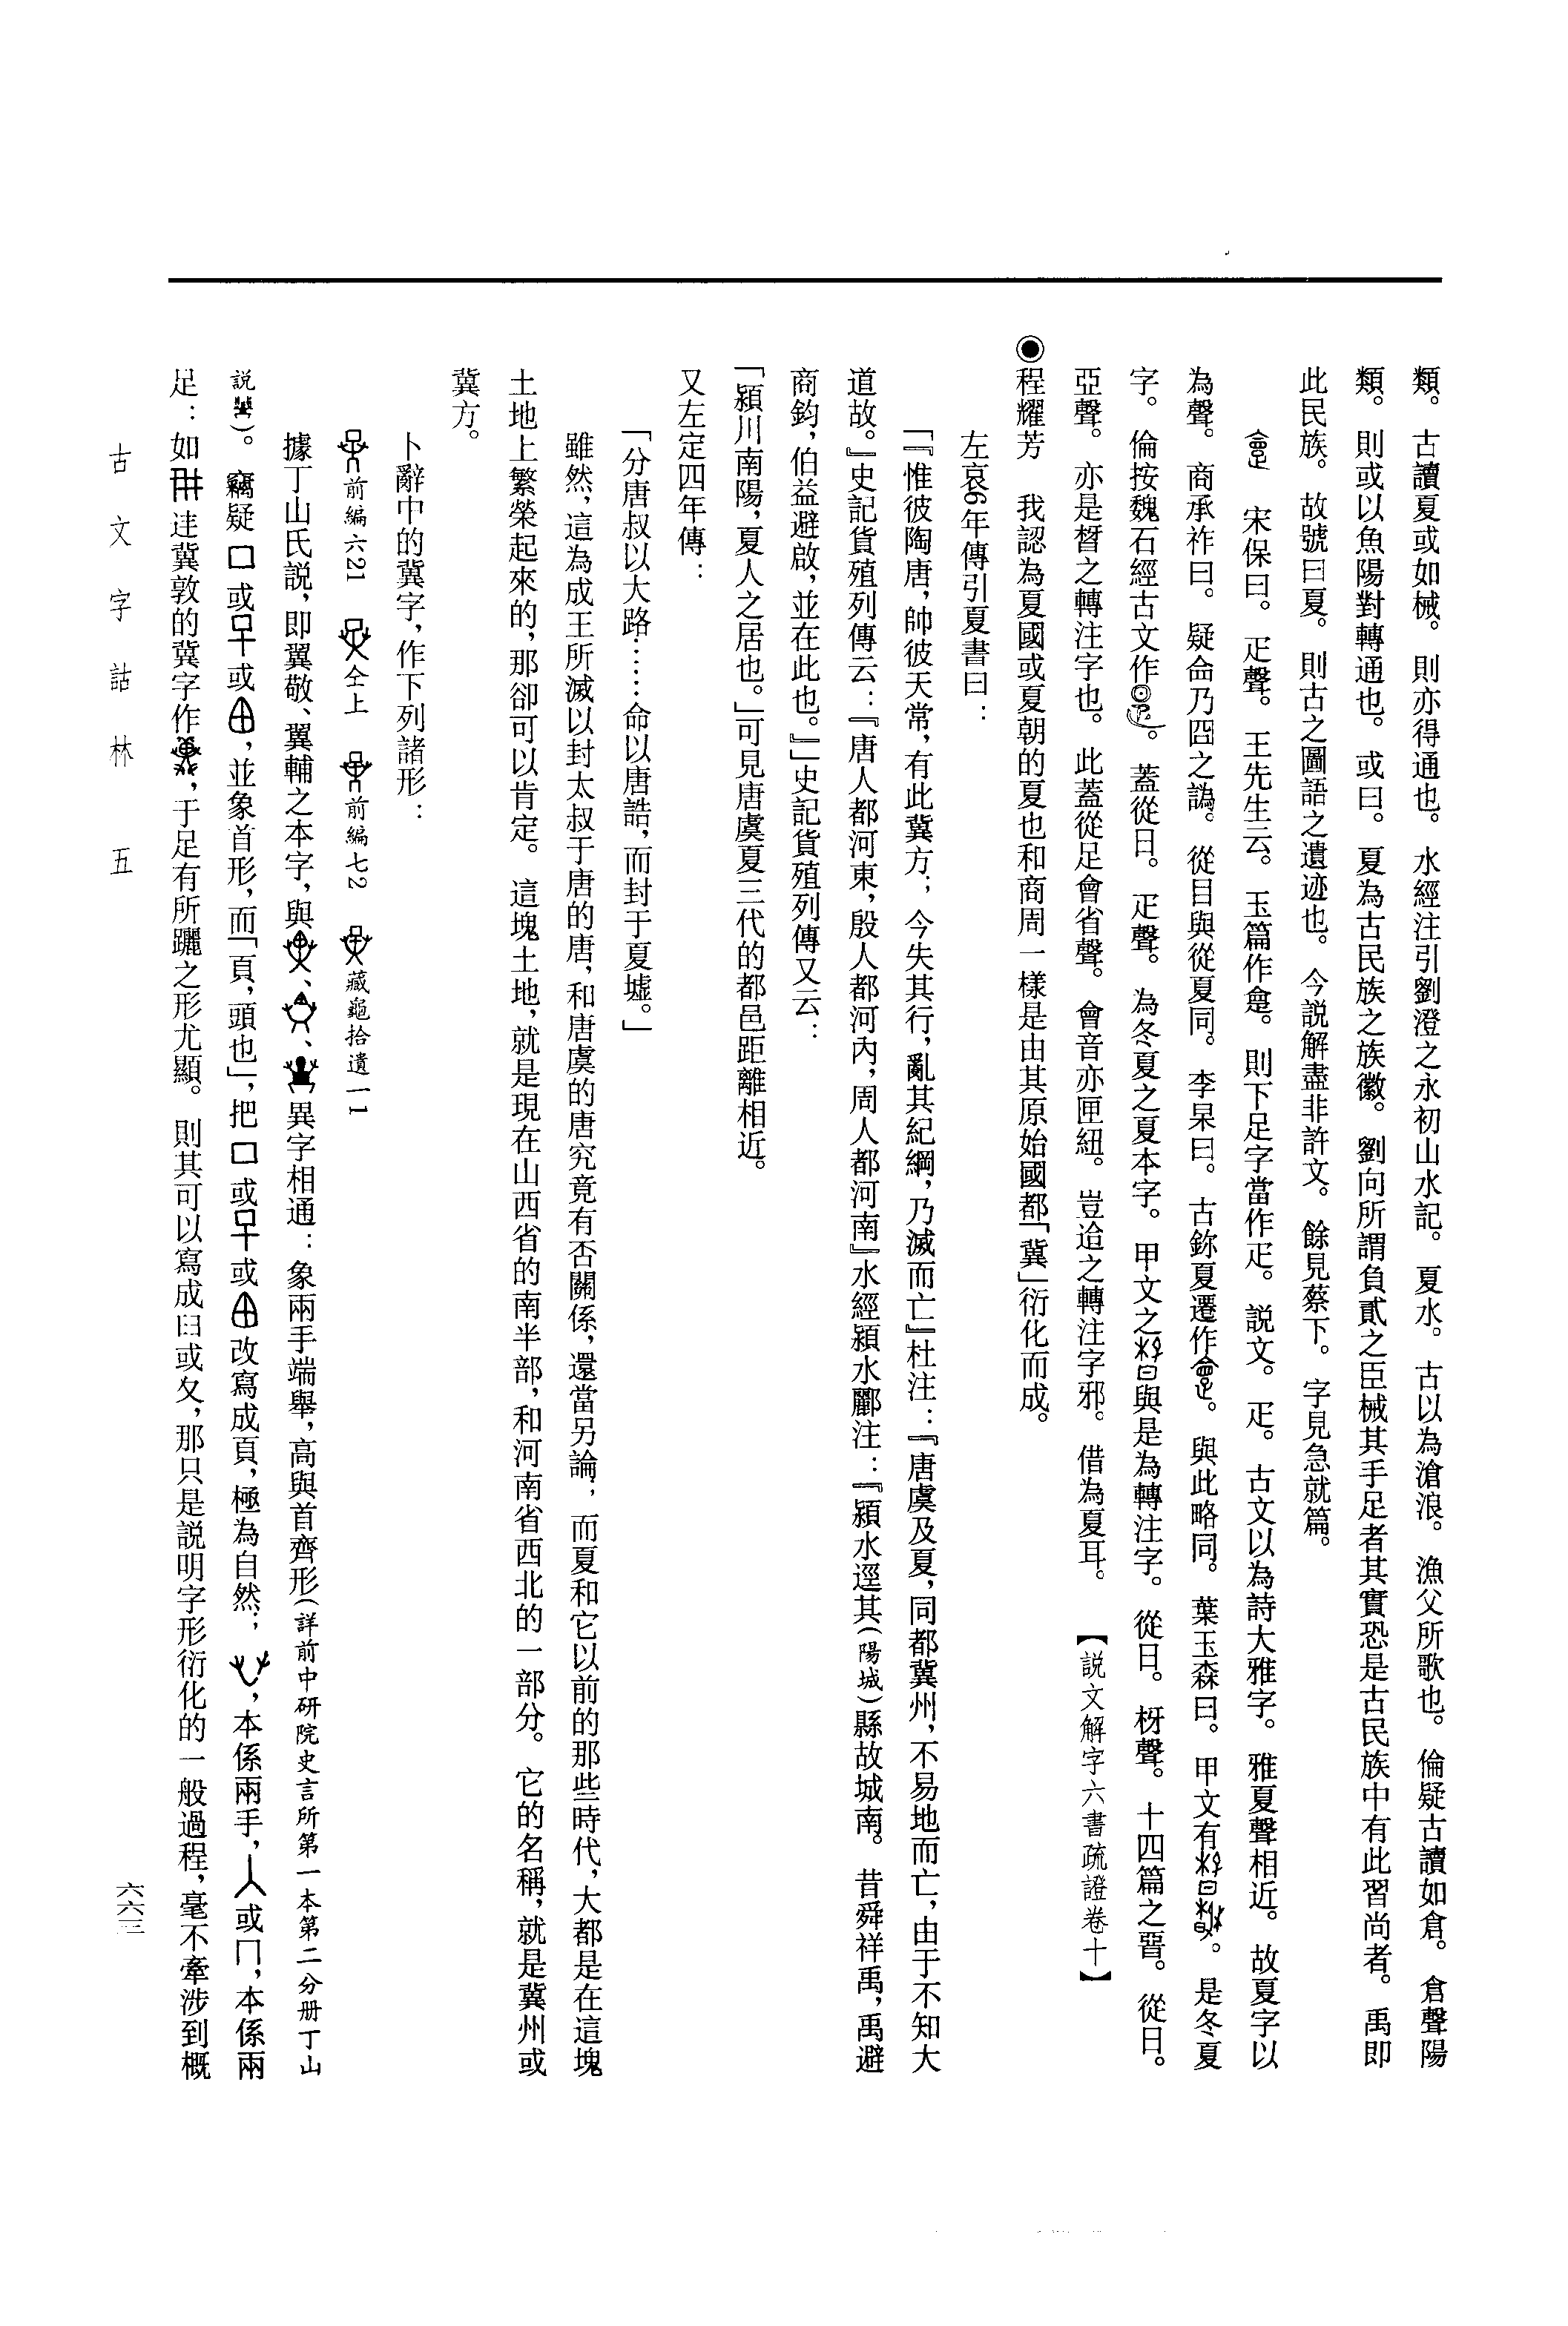 類。古讀夏或如械。則亦得通也。水經注引劉澄之永初山水記。夏水。古以為滄浪。漁父所歌也。倫疑古讀如倉。倉聲陽
類。則或以魚陽對轉通也。或曰。夏為古民族之族徽。劉向所謂負貳之臣械其手足者其實恐是古民族中有此習尚者。禹即
此民族。故號曰夏。則古之圖語之遺迹也。今説解盡非許文。餘見蔡下。字見急就篇。
宋保曰。疋聲。王先生云。玉篇作。則下足字當作疋。説文。疋。古文以為詩大雅字。雅夏聲相近。故夏字以
為聲。商承祚曰。疑侖乃囧之譌。從目與從夏同。李杲曰。古鉨夏遷作。與此略同。葉玉森曰。甲文有。是冬夏
字。倫按魏石經古文作。蓋從日。疋聲。為冬夏之夏本字。甲文之與是為轉注字。從日。枒聲。十四篇之晉。從日。
亞聲。亦是晵之轉注字也。此蓋從足會省聲。會音亦匣紐。豈迨之轉注字邪。借為夏耳。【説文解字六書疏證卷十】
◉程耀芳　我認為夏國或夏朝的夏也和商周一樣是由其原始國都「冀」衍化而成。
左哀6年傳引夏書曰：
「『惟彼陶唐，帥彼天常，有此冀方；今失其行，亂其紀綱，乃滅而亡』杜注：『唐虞及夏，同都冀州，不易地而亡，由于不知大
道故。』史記貨殖列傳云：『唐人都河東，殷人都河內，周人都河南』水經潁水酈注：『潁水逕其(陽城)縣故城南。昔舜祥禹，禹避
商鈞，伯益避啟，並在此也。』」史記貨殖列傳又云：
「潁川南陽，夏人之居也。」可見唐虞夏三代的都邑距離相近。
又左定四年傳：
「分唐叔以大路……命以唐誥，而封于夏墟。」
雖然，這為成王所滅以封太叔于唐的唐，和唐虞的唐究竟有否關係，還當另論；而夏和它以前的那些時代，大都是在這塊
土地上繁榮起來的，那卻可以肯定。這塊土地，就是現在山西省的南半部，和河南省西北的一部分。它的名稱，就是冀州或
冀方。
卜辭中的冀字，作下列諸形：
前編六21　仝上　前編七2　藏龜拾遺一1
據丁山氏説，即翼敬、翼輔之本字，與、、異字相通：象兩手端舉，高與首齊形(詳前中研院史言所第一本第二分册丁山
説)。竊疑口或或，並象首形，而「頁，頭也」，把口或或改寫成頁，極為自然；，本係兩手，人或冂，本係兩
足：如冀敦的冀字作，于足有所躧之形尤顯。則其可以寫成𦥑或夂，那只是説明字形衍化的一般過程，毫不牽涉到概
古文字詁林　五
六六三